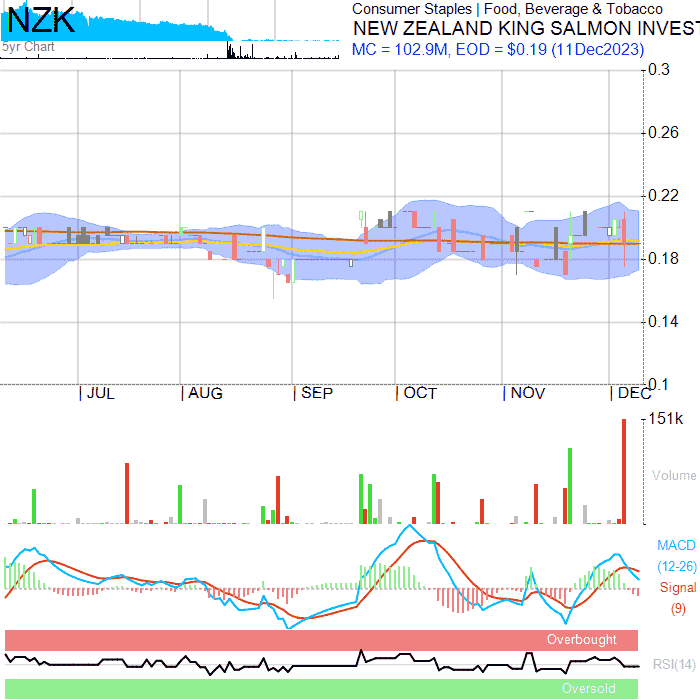 NZK
5yr Chart
Consumer Staples | Food, Beverage & Tobacco
NEW ZEALAND KING SALMON INVEST
MC = 102.9M, EOD = $0.19 (11Dec2023)
0.3
0.26
0.22
0.18
0.14
0.1
JUL AUG SEP OCT NOV DEC
151k
Volume
MACD
(12-26)
Signal
(9)
Overbought
RSI(14)
Oversold